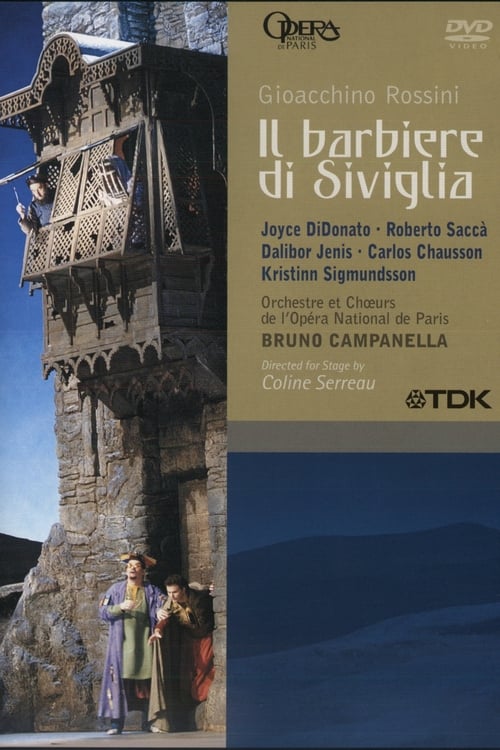 OPERA
NATIONAL
DE PARIS
DVD
VIDEO
Gioacchino Rossini
Il barbiere
di Siviglia
Joyce DiDonato · Roberto Saccà
Dalibor Jenis · Carlos Chausson
Kristinn Sigmundsson
Orchestre et Chœurs
de l'Opéra National de Paris
BRUNO CAMPANELLA
Directed for Stage by
Coline Serreau
TDK